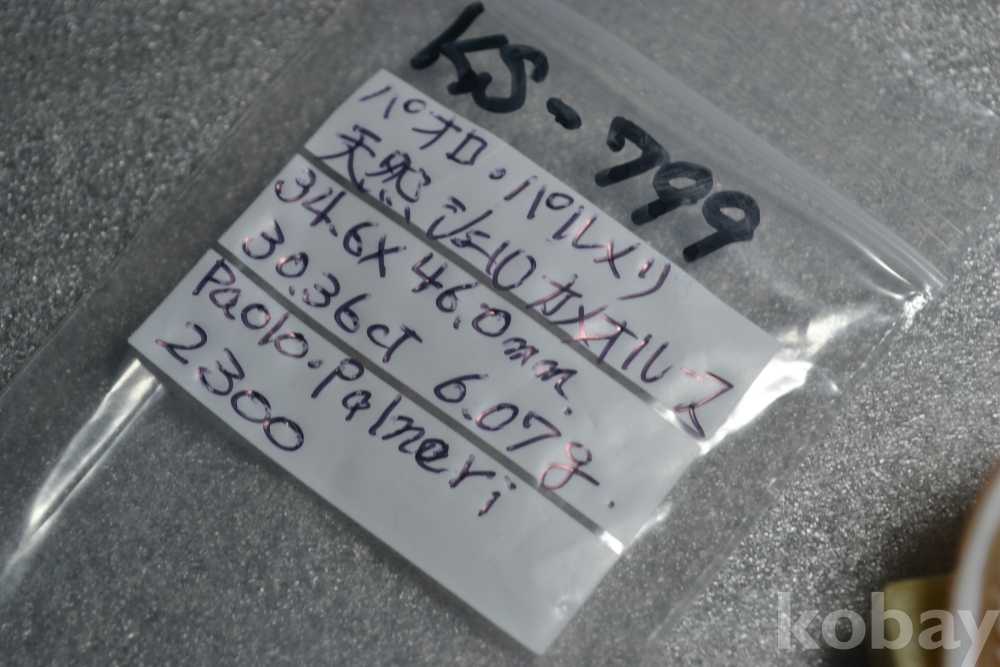 KS-799
パオロ・パルメリ
天然シェルカメオルース
34.6X46.0mm.
30.36ct 6.07g.
Paolo.Palmeri
2300
kobay